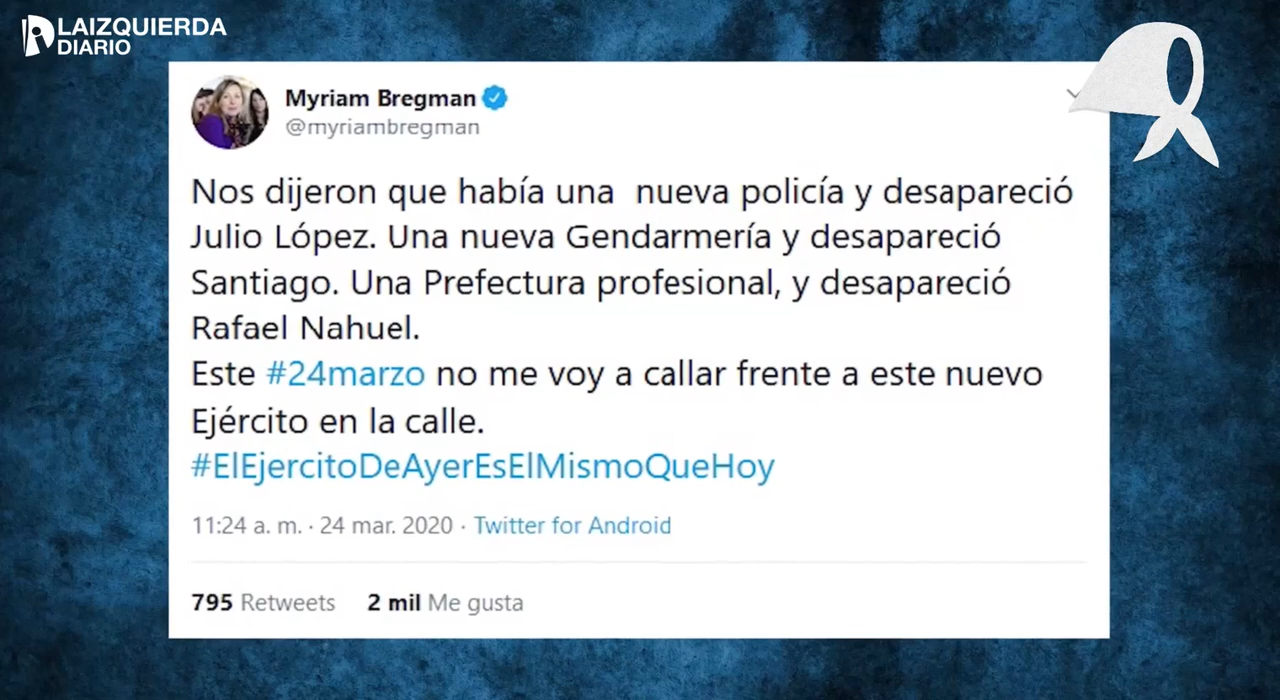 LAIZQUIERDA
DIARIO
Myriam Bregman
@myriambregman
Nos dijeron que había una  nueva policía y desapareció
Julio López. Una nueva Gendarmería y desapareció
Santiago. Una Prefectura profesional, y desapareció
Rafael Nahuel.
Este #24marzo no me voy a callar frente a este nuevo
Ejército en la calle.
#ElEjercitoDeAyerEsElMismoQueHoy
11:24 a. m. · 24 mar. 2020 · Twitter for Android
795 Retweets 2 mil Me gusta